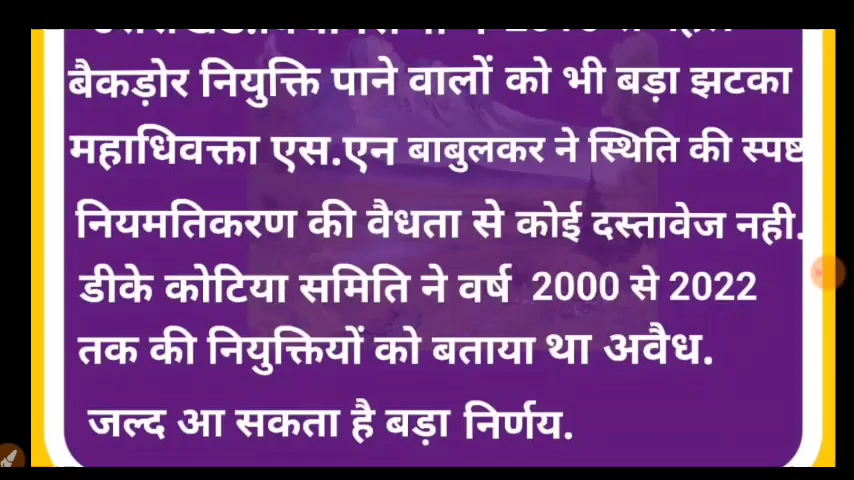 बैकड़ोर नियुक्ति पाने वालों को भी बड़ा झटका
महाधिवक्ता एस.एन बाबुलकर ने स्थिति की स्पष्ट
नियमतिकरण की वैधता से कोई दस्तावेज नही.
डीके कोटिया समिति ने वर्ष 2000 से 2022
तक की नियुक्तियों को बताया था अवैध.
जल्द आ सकता है बड़ा निर्णय.